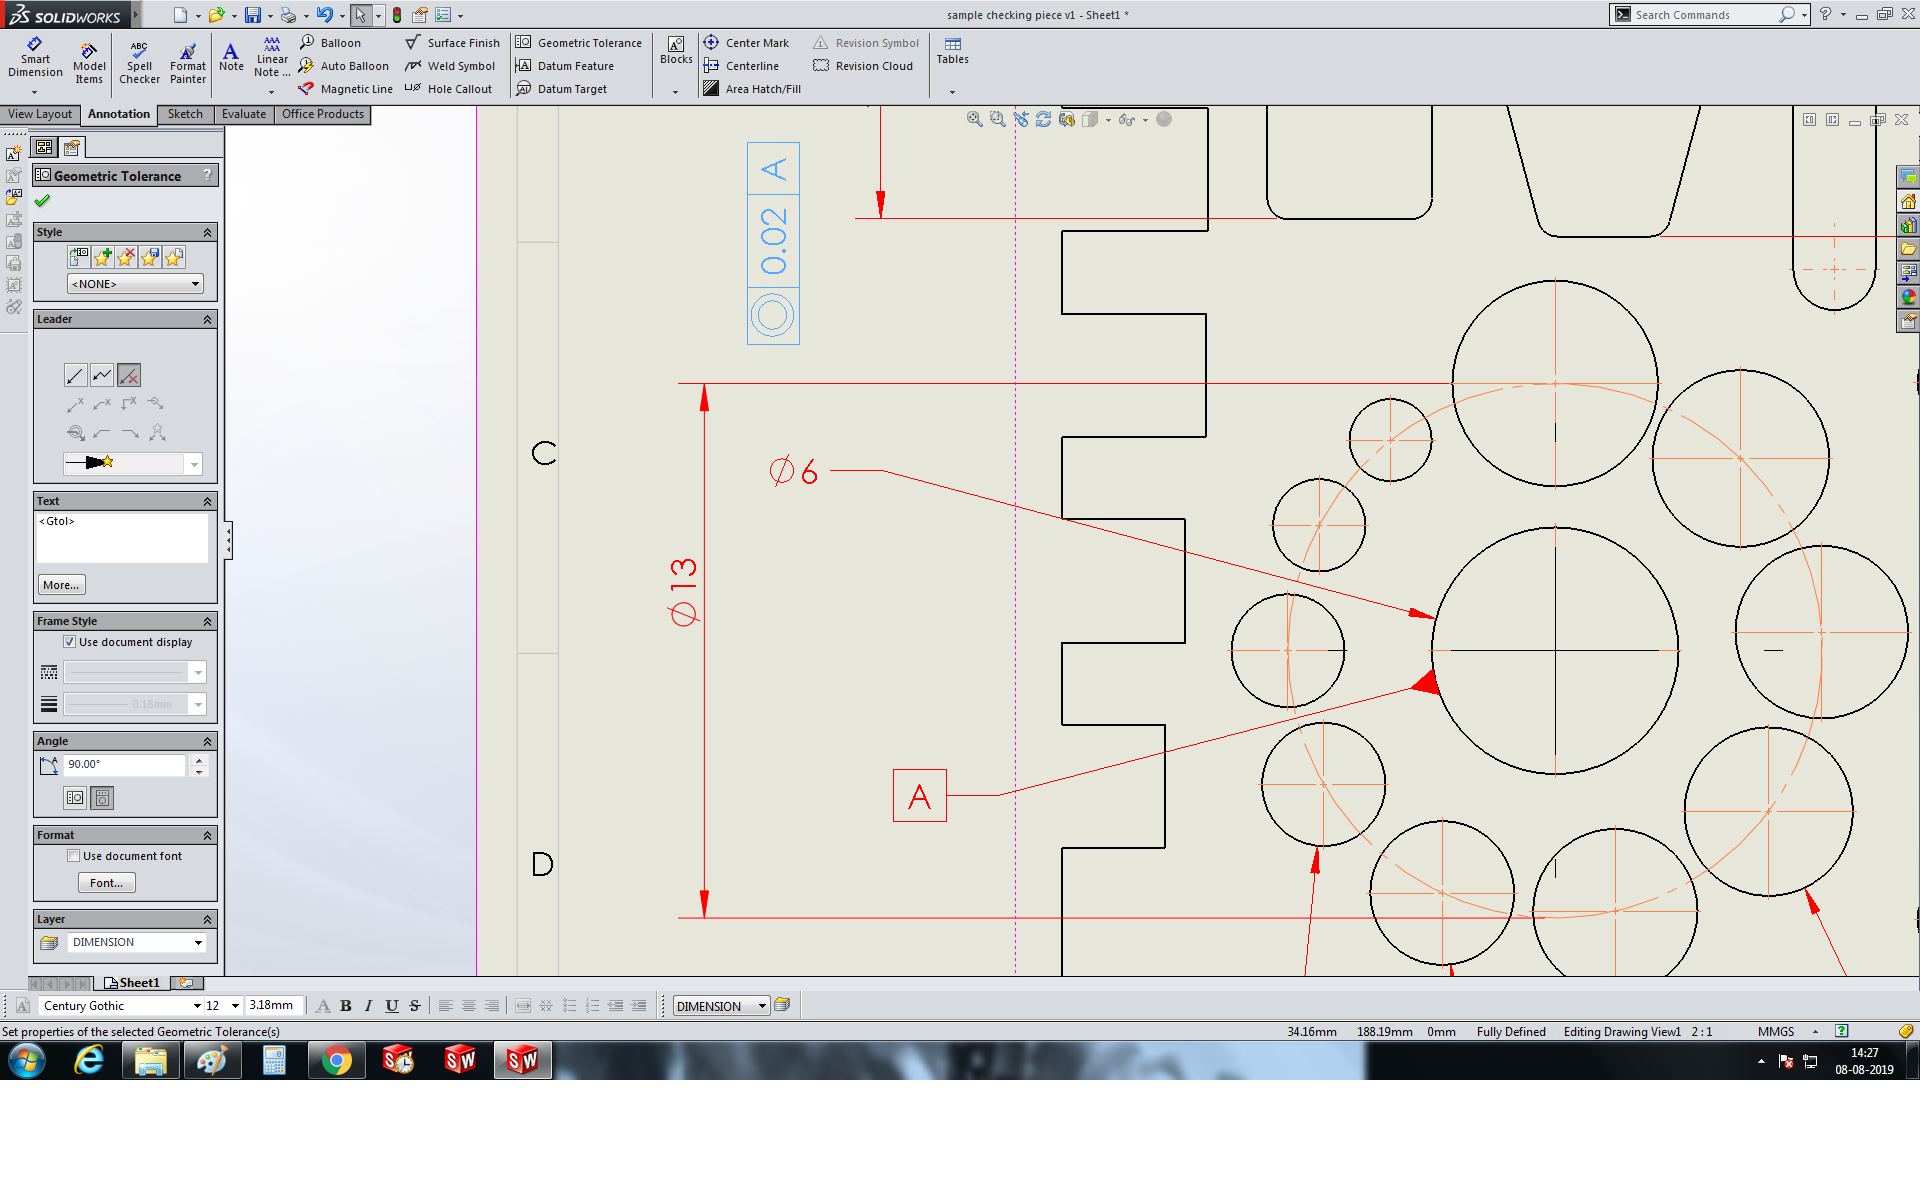 SOLIDWORKS
sample checking piece v1 - Sheet1 *
Search Commands
Smart Dimension
Model Items
Spell Checker
Format Painter
Note
Linear Note ...
Balloon
Auto Balloon
Magnetic Line
Surface Finish
Weld Symbol
Hole Callout
Geometric Tolerance
Datum Feature
Datum Target
Blocks
Center Mark
Centerline
Area Hatch/Fill
Revision Symbol
Revision Cloud
Tables
View Layout
Annotation
Sketch
Evaluate
Office Products
Geometric Tolerance
?
Style
<NONE>
Leader
Text
<Gtol>
More...
Frame Style
Use document display
0.18mm
Angle
90.00°
Format
Use document font
Font...
Layer
DIMENSION
A
0.02
C
∅6
∅13
A
D
Sheet1
Century Gothic
12
3.18mm
A B I U S
DIMENSION
Set properties of the selected Geometric Tolerance(s)
34.16mm
188.19mm
0mm
Fully Defined
Editing Drawing View1
2 : 1
MMGS
14:27
08-08-2019